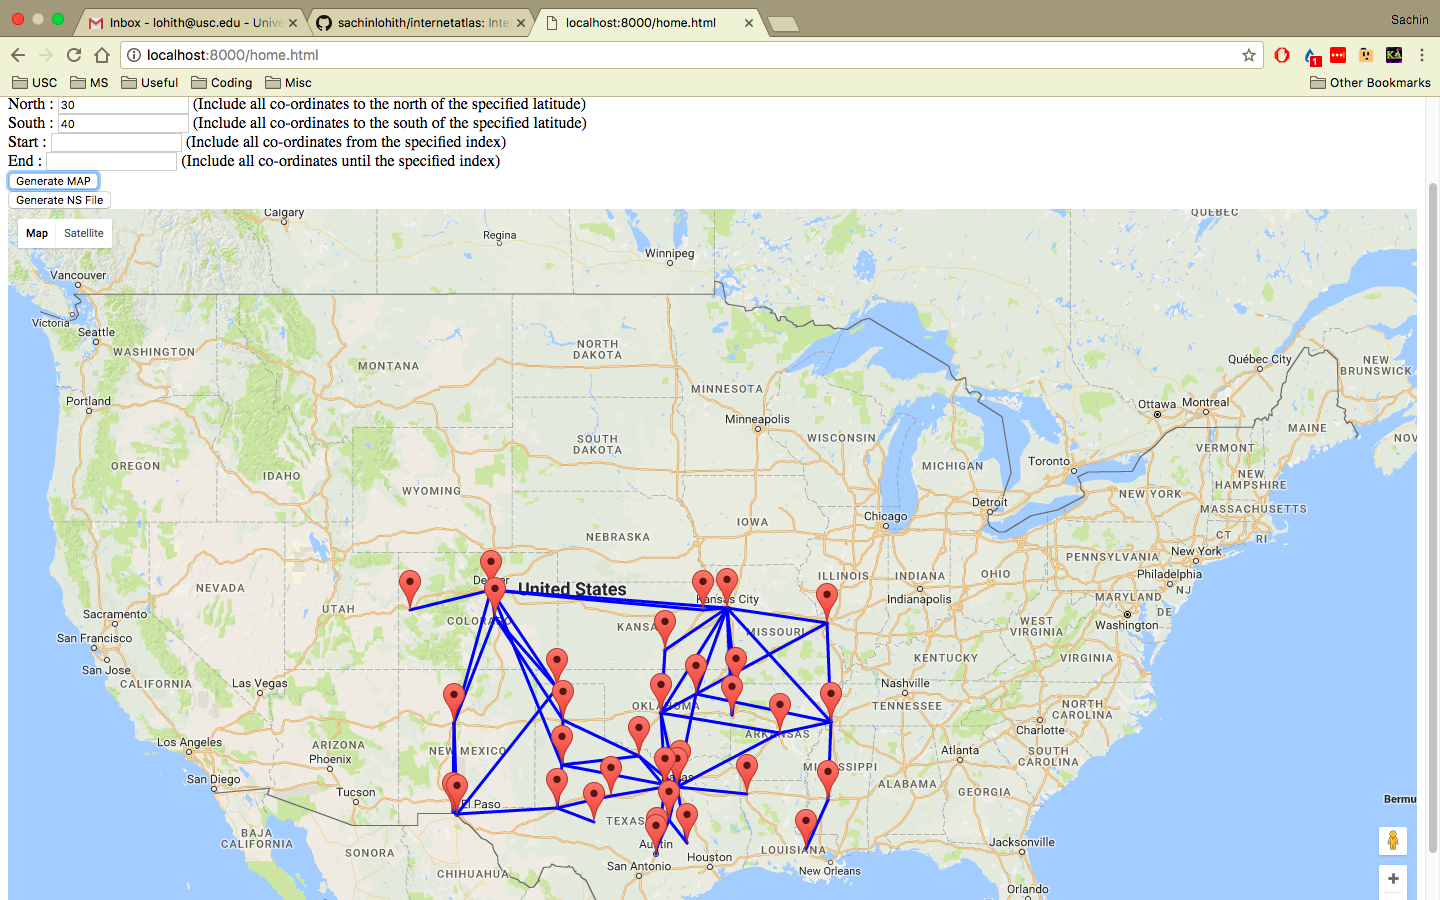 Sachin
Inbox - lohith@usc.edu - Unive
sachinlohith/internetatlas: Inte
localhost:8000/home.html
localhost:8000/home.html
1
USC
MS
Useful
Coding
Misc
Other Bookmarks
North : 30 (Include all co-ordinates to the north of the specified latitude)
South : 40 (Include all co-ordinates to the south of the specified latitude)
Start : (Include all co-ordinates from the specified index)
End : (Include all co-ordinates until the specified index)
Generate MAP
Generate NS File
Map Satellite
Calgary
QUEBEC
Regina
Winnipeg
Vancouver
Victoria
Seattle
WASHINGTON
MONTANA
NORTH
DAKOTA
Québec City
NEW
BRUNSWICK
MINNESOTA
Portland
Ottawa
Montreal
Minneapolis
MAINE
SOUTH
DAKOTA
WISCONSIN
VERMONT
NOV
OREGON
IDAHO
MICHIGAN
Toronto
NEW
HAMPSHIRE
WYOMING
NEW YORK
Detroit
MASSACHUSETTS
Chicago
IOWA
NEBRASKA
CT
RI
PENNSYLVANIA
New York
NEVADA
UTAH
United States
Kansas City
ILLINOIS
INDIANA
OHIO
Philadelphia
NJ
Indianapolis
MARYLAND
DE
Sacramento
San Francisco
COLORADO
KANSA
MISSOURI
WEST
VIRGINIA
Washington
San Jose
CALIFORNIA
Las Vegas
KENTUCKY
VIRGINIA
Nashville
TENNESSEE
OKLAHOMA
NORTH
CAROLINA
Charlotte
Los Angeles
ARIZONA
Phoenix
NEW MEXICO
ARKANSAS
SOUTH
CAROLINA
Atlanta
San Diego
Tucson
MISSISSIPPI
ALABAMA
GEORGIA
El Paso
Bermu
BAJA
CALIFORNIA
SONORA
TEXAS
Austin
Houston
LOUISIANA
Jacksonville
San Antonio
New Orleans
CHIHUAHUA
Orlando
+